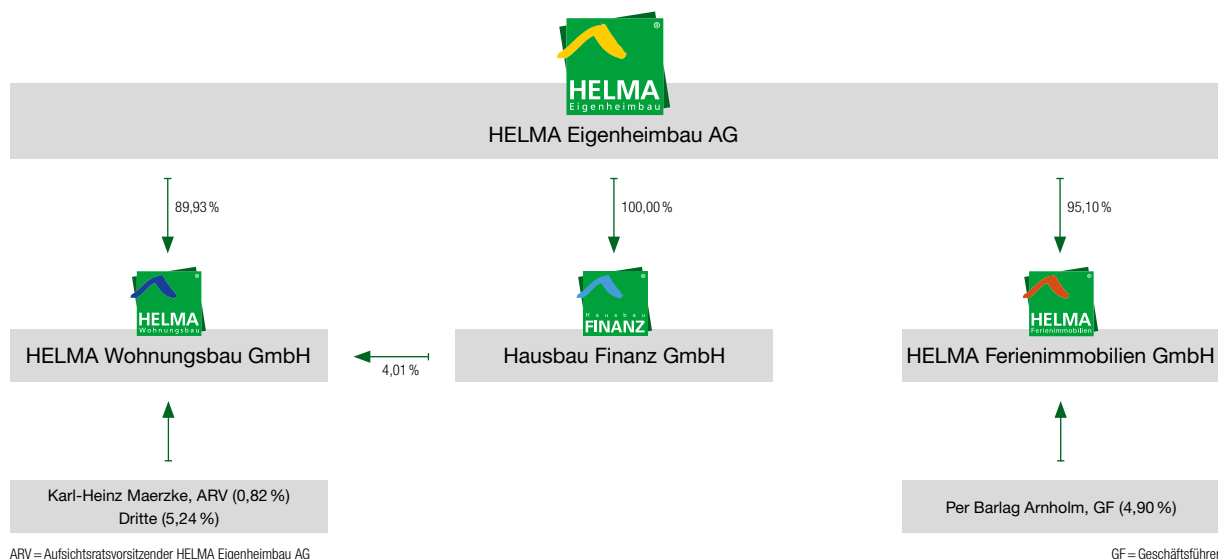 HELMA
Eigenheimbau
HELMA Eigenheimbau AG
89,93 %
100,00 %
95,10 %
HELMA
Wohnungsbau
HELMA Wohnungsbau GmbH
4,01 %
Hausbau
FINANZ
Hausbau Finanz GmbH
HELMA
Ferienimmobilien
HELMA Ferienimmobilien GmbH
Karl-Heinz Maerzke, ARV (0,82 %)
Dritte (5,24 %)
Per Barlag Arnholm, GF (4,90 %)
ARV = Aufsichtsratsvorsitzender HELMA Eigenheimbau AG
GF = Geschäftsführer